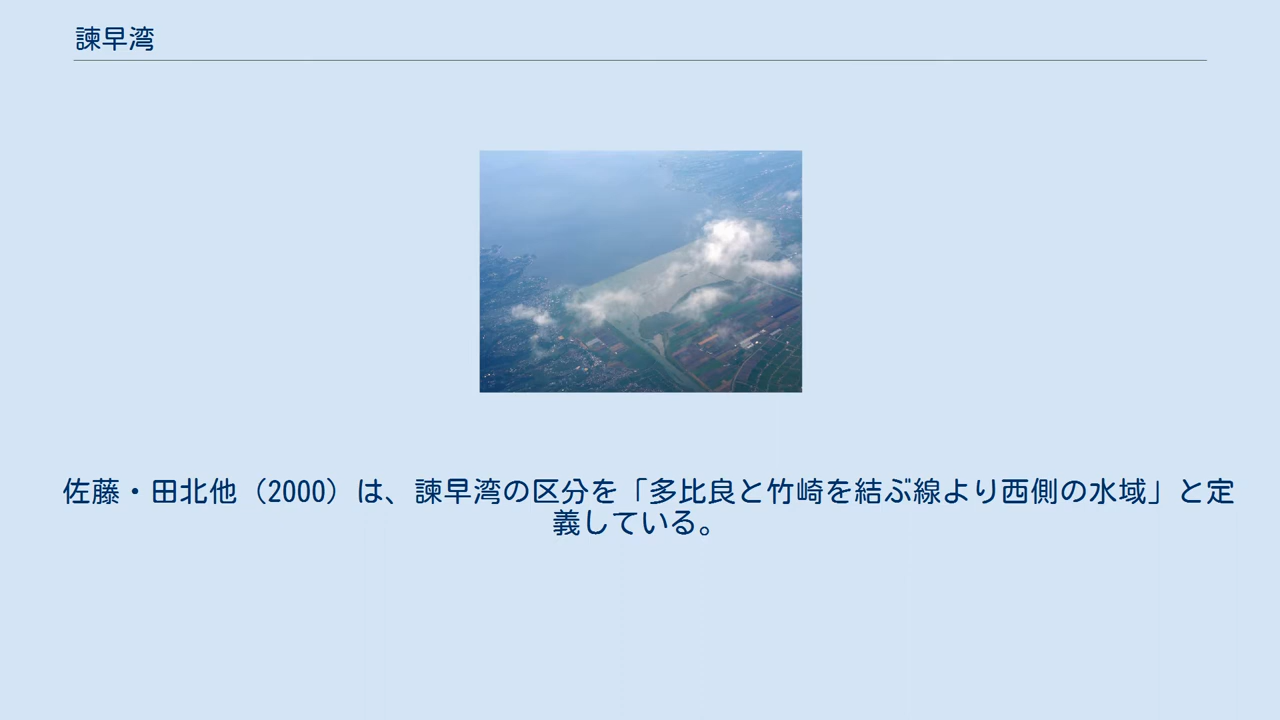 諫早湾
佐藤・田北他（2000）は、諫早湾の区分を「多比良と竹崎を結ぶ線より西側の水域」と定
義している。